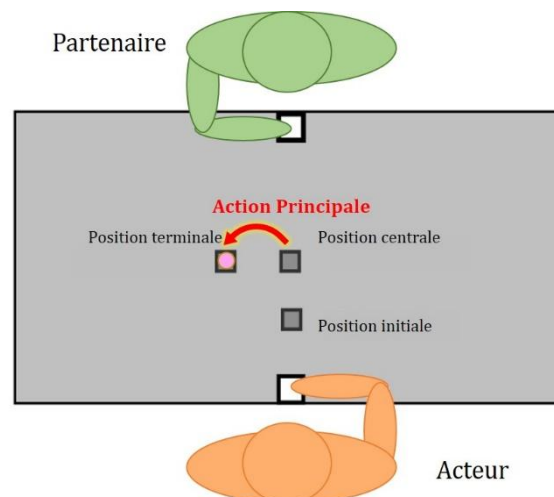 Partenaire
Action Principale
Position terminale
Position centrale
Position initiale
Acteur